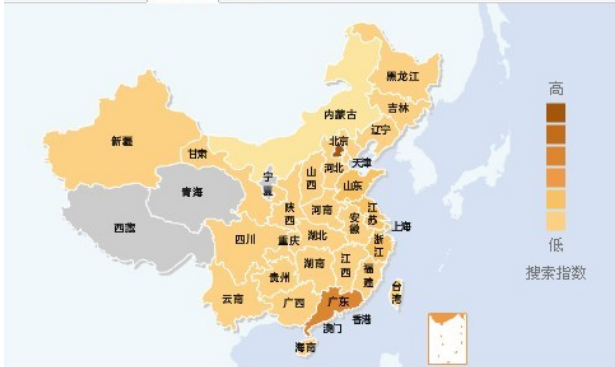 黑龙江
吉林
内蒙古
辽宁
北京
新疆
甘肃
宁夏
山西
河北
天津
青海
山东
陕西
河南
安徽
江苏
西藏
上海
四川
重庆
湖北
浙江
湖南
江西
贵州
福建
云南
广西
广东
台湾
香港
澳门
海南
高
低
搜索指数